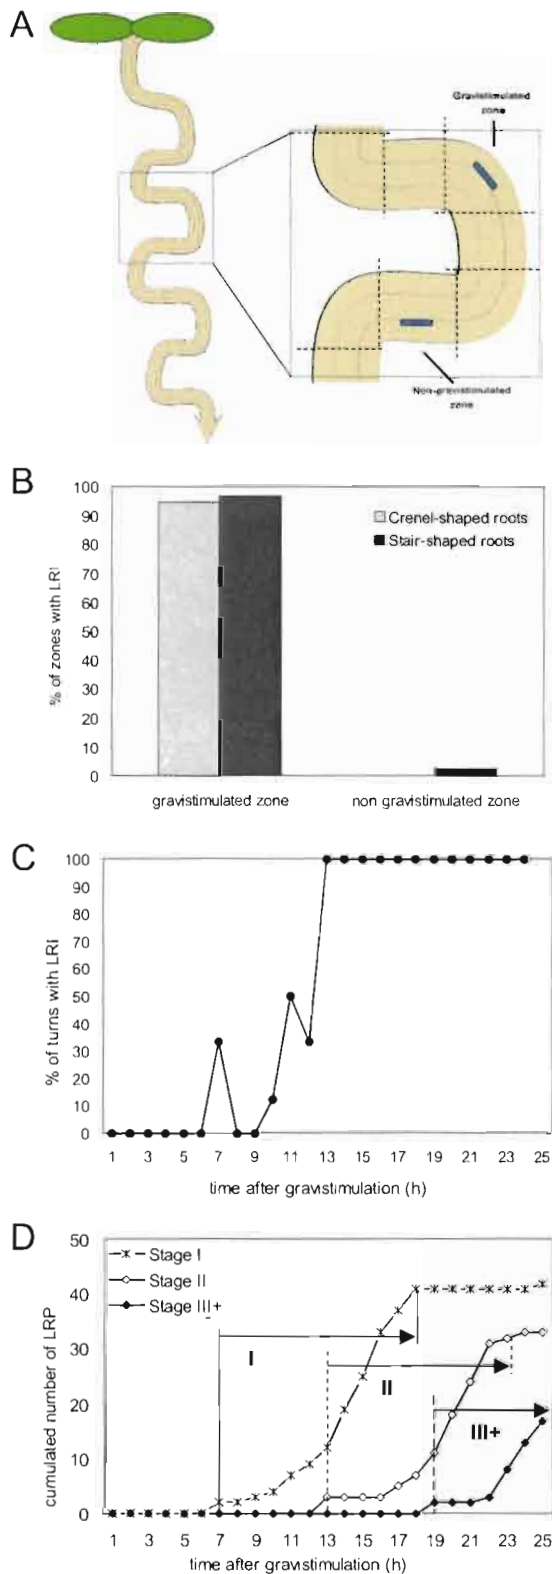 A
Gravistimulated
zone
Non-gravistimulated
zone
B
100
90
80
70
60
50
40
30
20
10
0
% of zones with LRI
Crenel-shaped roots
Stair-shaped roots
gravistimulated zone non gravistimulated zone
C
100
90
80
70
60
50
40
30
20
10
0
% of turns with LRI
1 3 5 7 9 11 13 15 17 19 21 23 25
time after gravistimulation (h)
D
50
40
30
20
10
0
cumulated number of LRP
Stage I
Stage II
Stage III+
I
II
III+
1 3 5 7 9 11 13 15 17 19 21 23 25
time after gravistimulation (h)